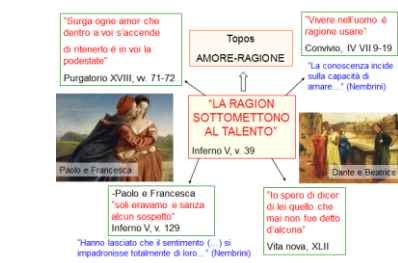 "Surga ogne amor che
dentro a voi s'accende
di ritenerlo è in voi la
podestate"
Purgatorio XVIII, vv. 71-72
Topos
AMORE-RAGIONE
"Vivere nell'uomo è
ragione usare"
Convivio, IV VII 9-19
"La conoscenza incide
sulla capacità di
amare..." (Nembrini)
"LA RAGION
SOTTOMETTONO
AL TALENTO"
Inferno V, v. 39
Paolo e Francesca
Dante e Beatrice
-Paolo e Francesca
"soli eravamo e sanza
alcun sospetto"
Inferno V, v. 129
"Hanno lasciato che il sentimento (...) si
impadronisse totalmente di loro..." (Nembrini)
"Io spero di dicer
di lei quello che
mai non fue detto
d'alcuna"
Vita nova, XLII